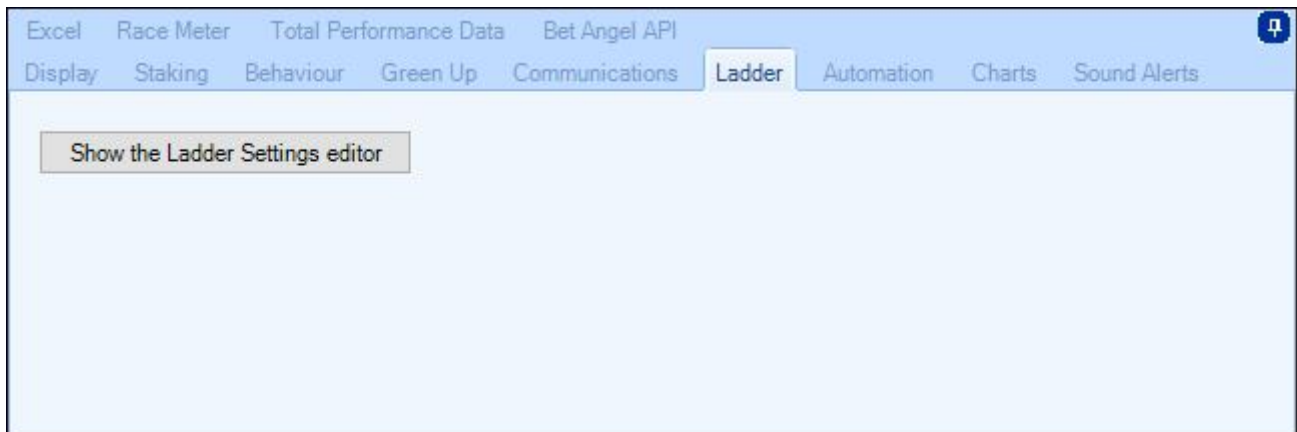 Excel Race Meter Total Performance Data Bet Angel API
Display Staking Behaviour Green Up Communications Ladder Automation Charts Sound Alerts
Show the Ladder Settings editor